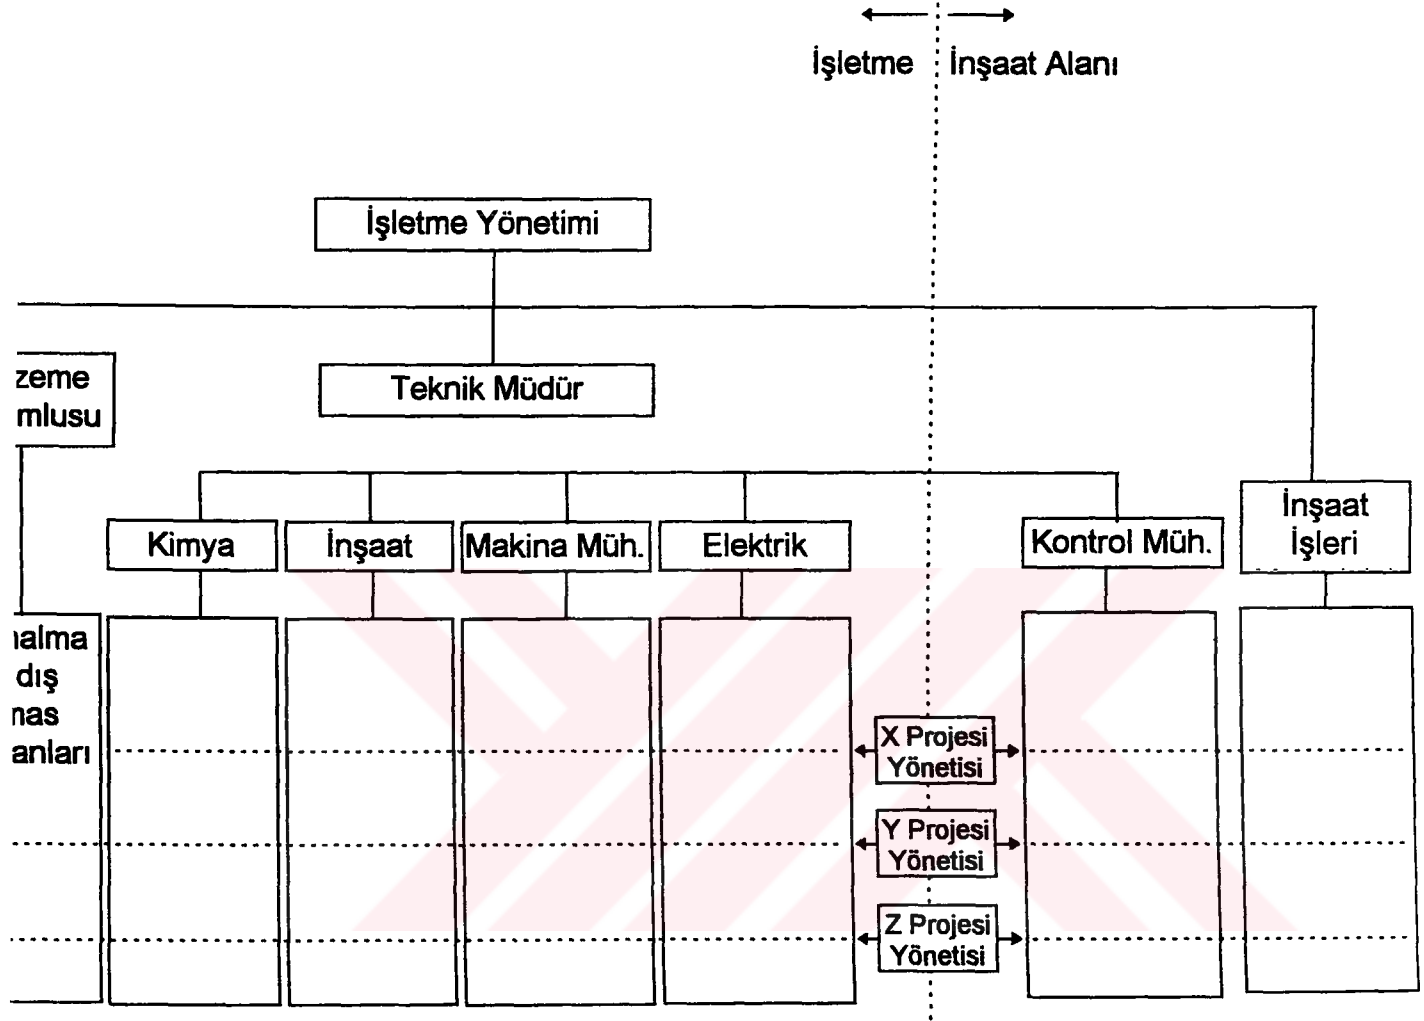 İşletme İnşaat Alanı
İşletme Yönetimi
Teknik Müdür
zeme
mlusu
Kimya
İnşaat
Makina Müh.
Elektrik
Kontrol Müh.
İnşaat
İşleri
alma
dış
mas
anları
X Projesi
Yönetisi
Y Projesi
Yönetisi
Z Projesi
Yönetisi